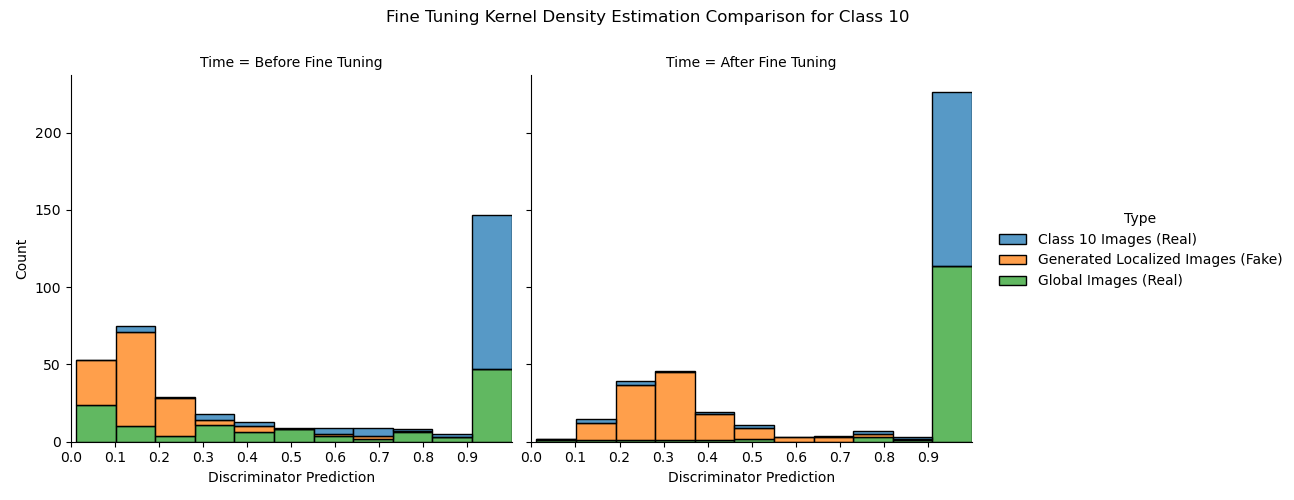 Fine Tuning Kernel Density Estimation Comparison for Class 10
Time = Before Fine Tuning
Time = After Fine Tuning
Count
200
150
100
50
0
0.0 0.1 0.2 0.3 0.4 0.5 0.6 0.7 0.8 0.9
0.0 0.1 0.2 0.3 0.4 0.5 0.6 0.7 0.8 0.9
Discriminator Prediction
Discriminator Prediction
Type
Class 10 Images (Real)
Generated Localized Images (Fake)
Global Images (Real)